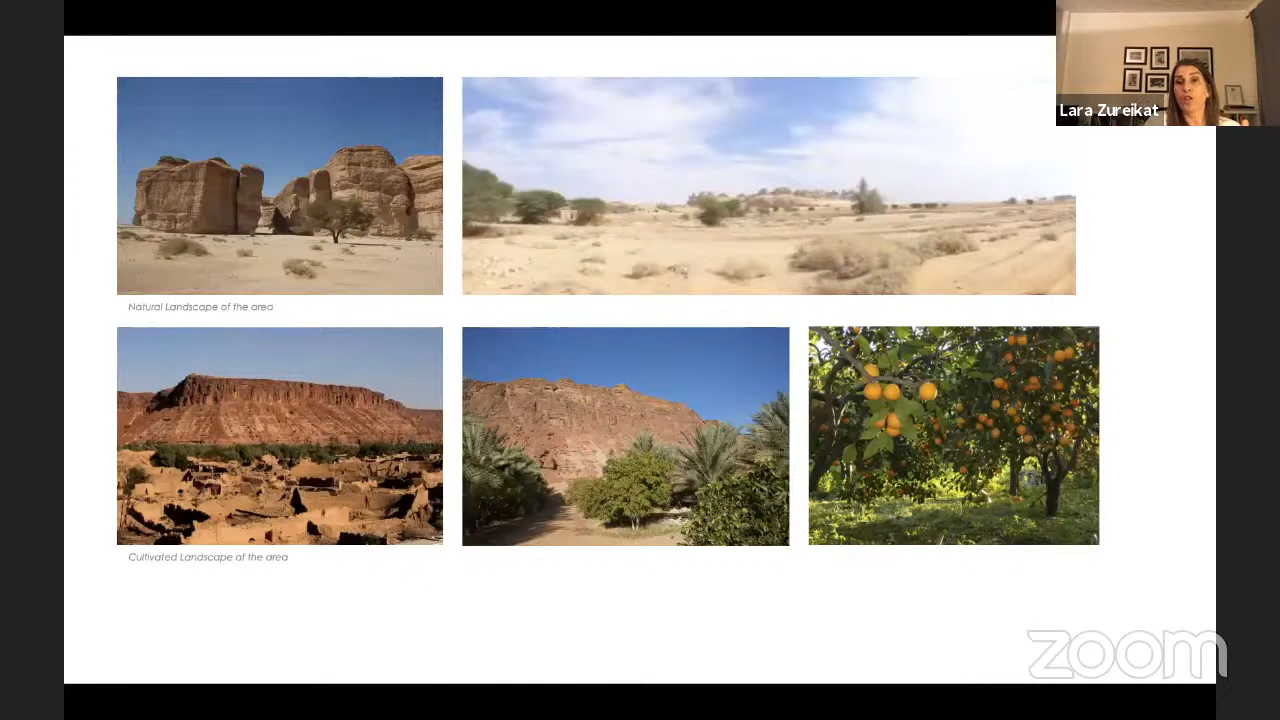 Lara Zureikat
Natural Landscape of the area
Cultivated Landscape of the area
zoom